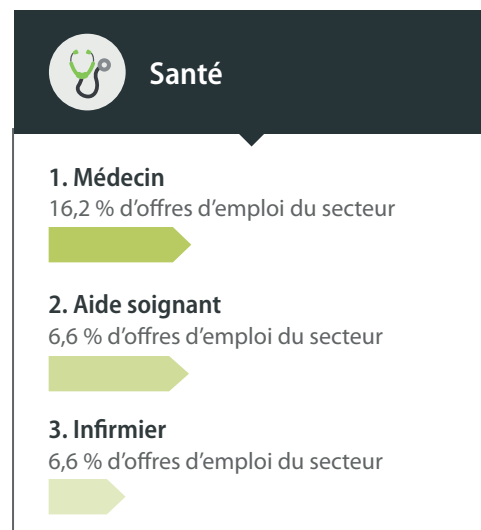 Santé
1. Médecin
16,2 % d’offres d’emploi du secteur
2. Aide soignant
6,6 % d’offres d’emploi du secteur
3. Infirmier
6,6 % d’offres d’emploi du secteur